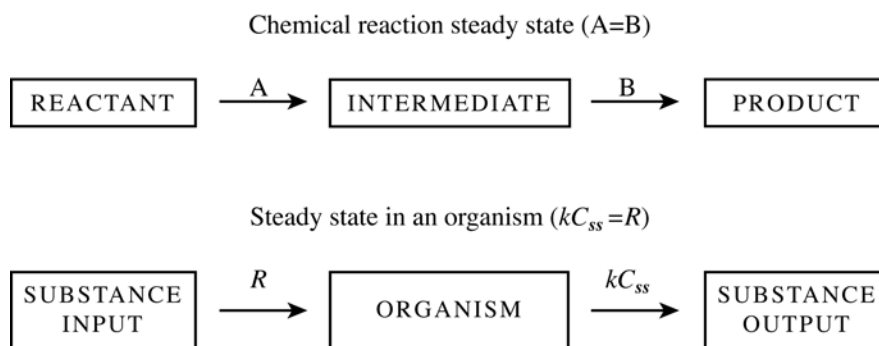 Chemical reaction steady state (A=B)
REACTANT
A
INTERMEDIATE
B
PRODUCT
Steady state in an organism (kCss=R)
SUBSTANCE
INPUT
R
ORGANISM
kCss
SUBSTANCE
OUTPUT